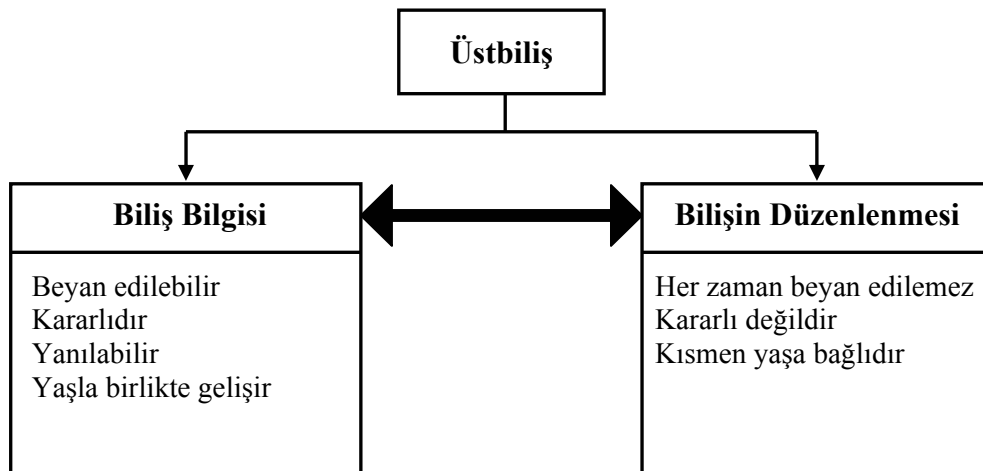 Üstbiliş
Biliş Bilgisi
Beyan edilebilir
Kararlıdır
Yanılabilir
Yaşla birlikte gelişir
Bilişin Düzenlenmesi
Her zaman beyan edilemez
Kararlı değildir
Kısmen yaşa bağlıdır